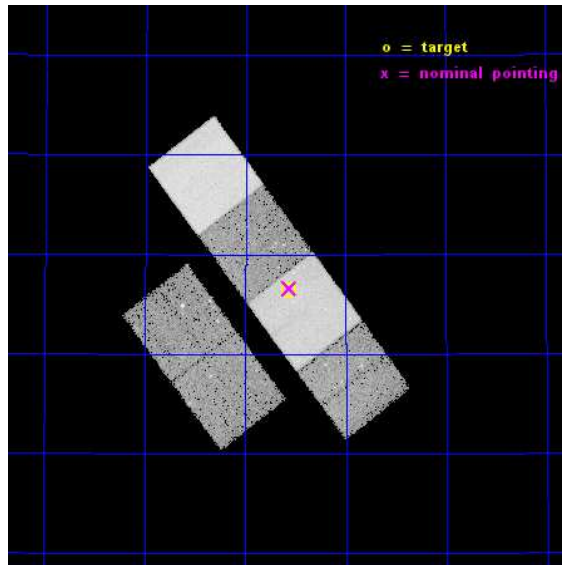 o = target
x = nominal pointing